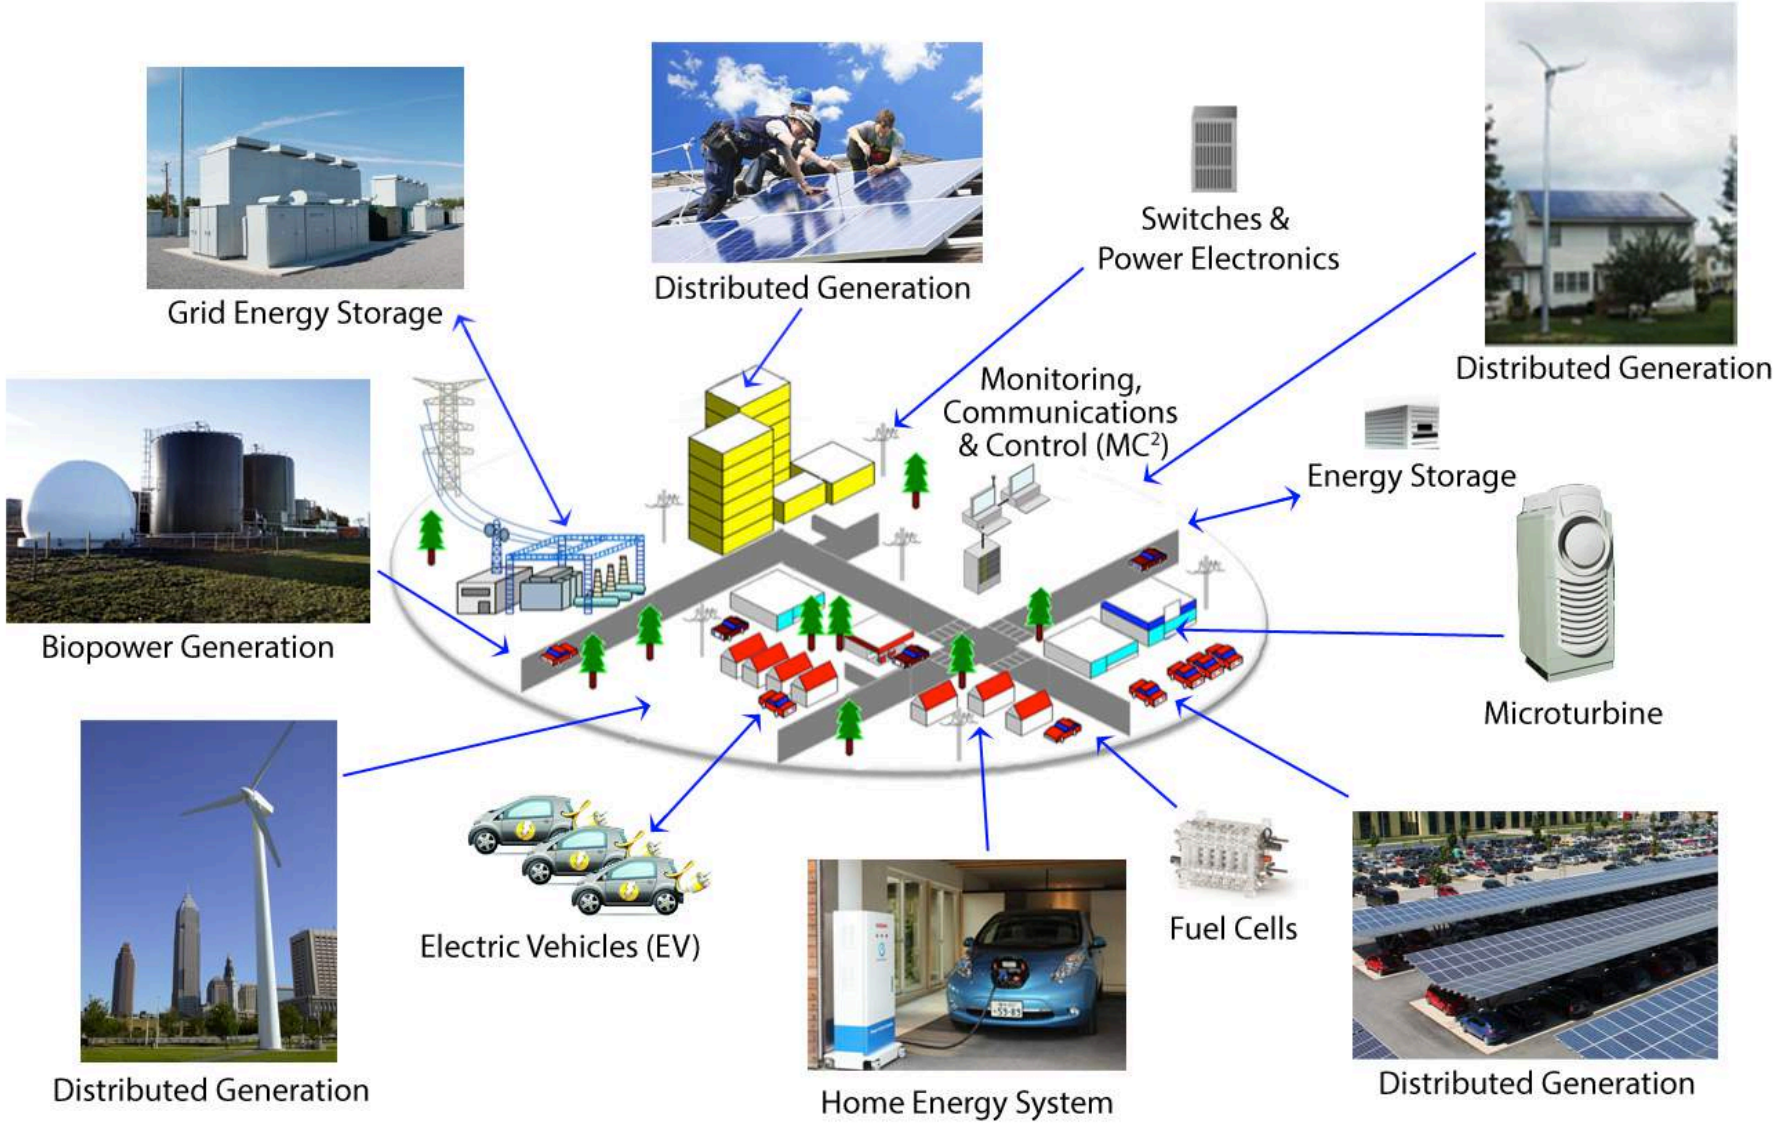 Switches &
Power Electronics
Grid Energy Storage
Distributed Generation
Distributed Generation
Monitoring,
Communications
& Control (MC²)
Energy Storage
Biopower Generation
Microturbine
Electric Vehicles (EV)
Fuel Cells
Distributed Generation
Home Energy System
Distributed Generation